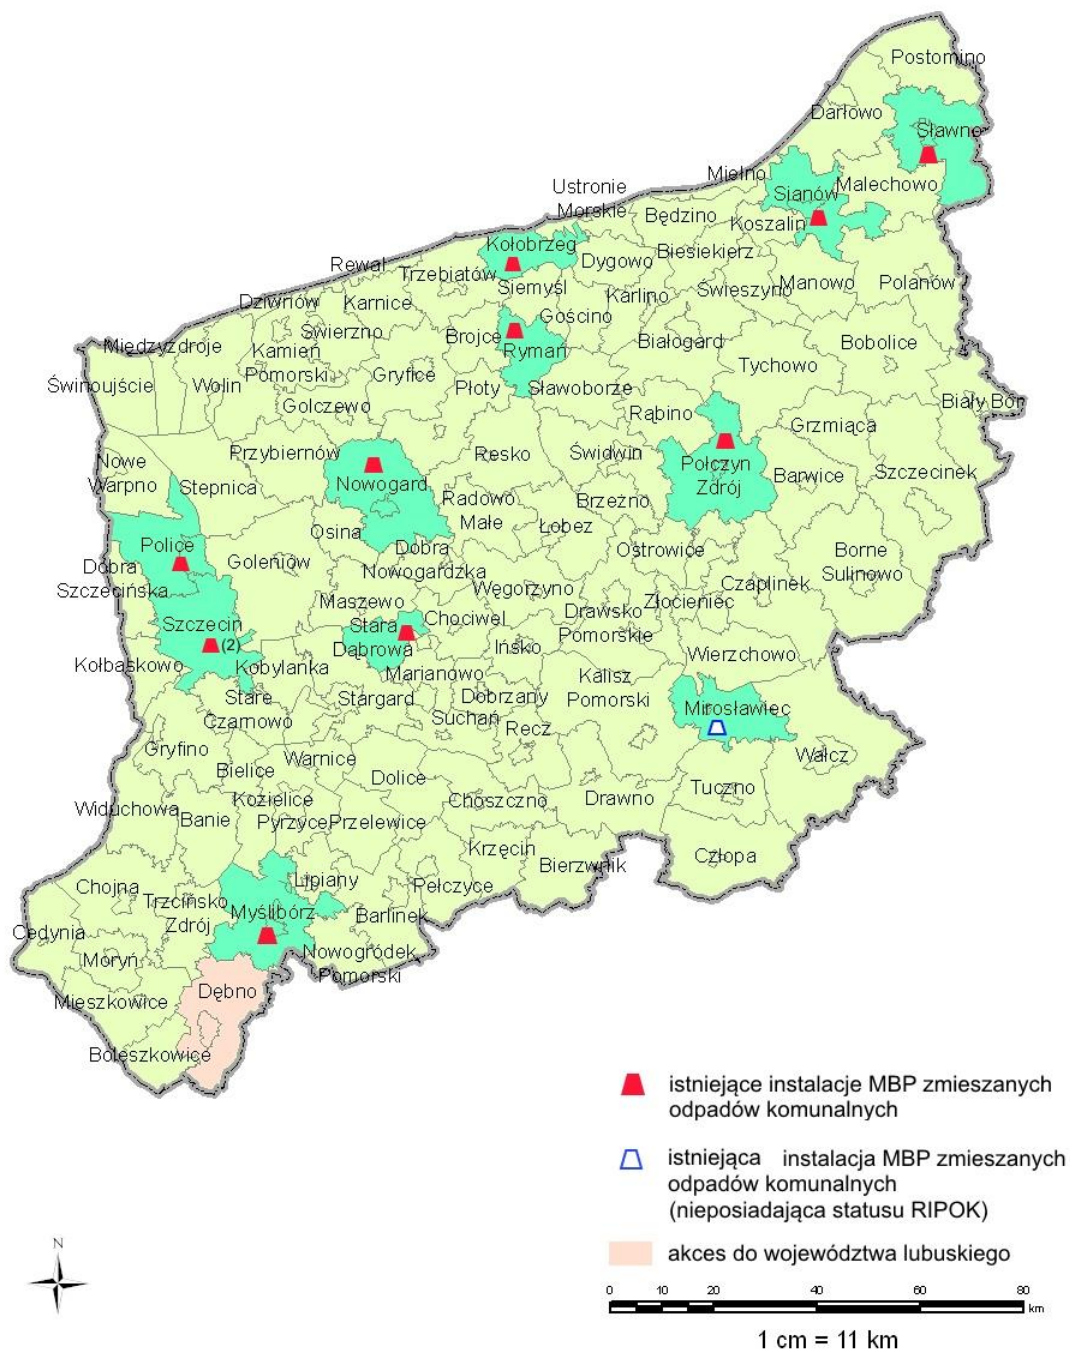 Postomino
Darłowo
Sławno
Mielno
Sianów
Malechowo
Ustronie
Morskie
Będzino
Koszalin
Kołobrzeg
Biesiekierz
Rewal
Trzebiatów
Dygowo
Siemyśl
Karlino
Świeszyno
Manowo
Polanów
Dziwnów
Karnice
Gościno
Świerzno
Brojce
Rymań
Białogard
Bobolice
Międzyzdroje
Kamień
Pomorski
Gryfice
Tychowo
Świnoujście
Wolin
Płoty
Sławoborze
Golczewo
Rąbino
Biały Bór
Grzmiąca
Przybiernów
Resko
Świdwin
Nowe
Warpno
Stepnica
Nowogard
Połczyn
Zdrój
Barwice
Szczecinek
Radowo
Małe
Brzeżno
Osina
Łobez
Police
Dobra
Nowogardzka
Ostrowice
Borne
Sulinowo
Dobra
Szczecińska
Goleniów
Węgorzyno
Czaplinek
Maszewo
Drawsko
Pomorskie
Złocieniec
Szczecin
(2)
Stara
Dąbrowa
Chociwel
Ińsko
Wierzchowo
Kołbaskowo
Kobylanka
Marianowo
Kalisz
Pomorski
Stare
Czarnowo
Stargard
Dobrzany
Mirosławiec
Suchań
Recz
Gryfino
Wałcz
Bielice
Warnice
Dolice
Tuczno
Widuchowa
Kozielice
Choszczno
Drawno
Banie
Pyrzyce
Przelewice
Krzęcin
Bierzwnik
Człopa
Chojna
Lipiany
Pełczyce
Trzcińsko
Zdrój
Myślibórz
Barlinek
Cedynia
Moryń
Nowogródek
Pomorski
Mieszkowice
Dębno
Boleszkowice
istniejące instalacje MBP zmieszanych
odpadów komunalnych
istniejąca instalacja MBP zmieszanych
odpadów komunalnych
(nieposiadająca statusu RIPOK)
akces do województwa lubuskiego
N
0 10 20 40 60 80
km
1 cm = 11 km